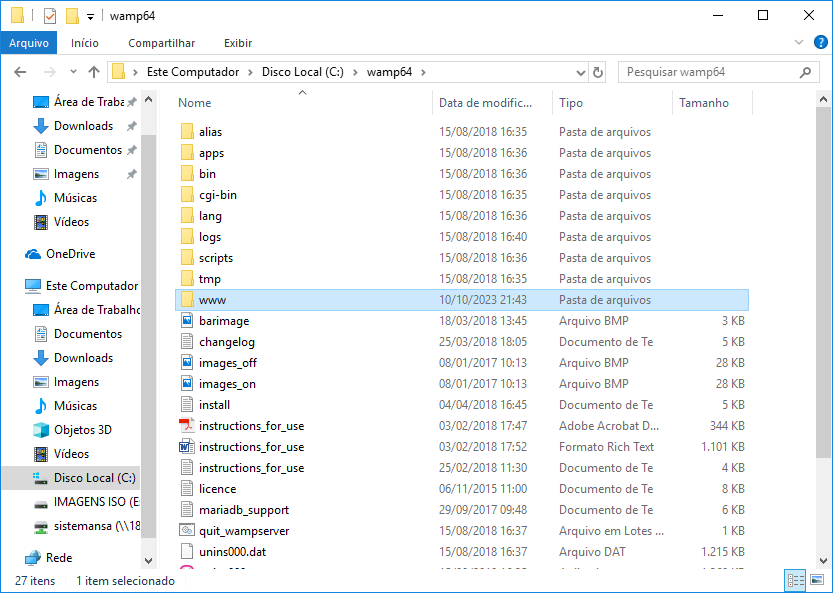 wamp64
Arquivo Início Compartilhar Exibir
Este Computador > Disco Local (C:) > wamp64 > Pesquisar wamp64
Área de Traba
Downloads
Documentos
Imagens
Músicas
Vídeos
OneDrive
Este Computador
Área de Trabalho
Documentos
Downloads
Imagens
Músicas
Objetos 3D
Vídeos
Disco Local (C:)
IMAGENS ISO (E:
sistemansa (\\18
Rede
Nome Data de modific... Tipo Tamanho
alias 15/08/2018 16:35 Pasta de arquivos
apps 15/08/2018 16:36 Pasta de arquivos
bin 15/08/2018 16:36 Pasta de arquivos
cgi-bin 15/08/2018 16:35 Pasta de arquivos
lang 15/08/2018 16:36 Pasta de arquivos
logs 15/08/2018 16:40 Pasta de arquivos
scripts 15/08/2018 16:36 Pasta de arquivos
tmp 15/08/2018 16:35 Pasta de arquivos
www 10/10/2023 21:43 Pasta de arquivos
barimage 18/03/2018 13:45 Arquivo BMP 3 KB
changelog 25/03/2018 18:05 Documento de Te 5 KB
images_off 08/01/2017 10:13 Arquivo BMP 28 KB
images_on 08/01/2017 10:13 Arquivo BMP 28 KB
install 04/04/2018 16:45 Documento de Te 5 KB
instructions_for_use 03/02/2018 17:47 Adobe Acrobat D... 344 KB
instructions_for_use 03/02/2018 17:52 Formato Rich Text 1.101 KB
instructions_for_use 25/02/2018 11:30 Documento de Te 4 KB
licence 06/11/2015 11:00 Documento de Te 8 KB
mariadb_support 29/09/2017 09:48 Documento de Te 6 KB
quit_wampserver 15/08/2018 16:37 Arquivo em Lotes ... 1 KB
unins000.dat 15/08/2018 16:37 Arquivo DAT 1.215 KB
27 itens 1 item selecionado